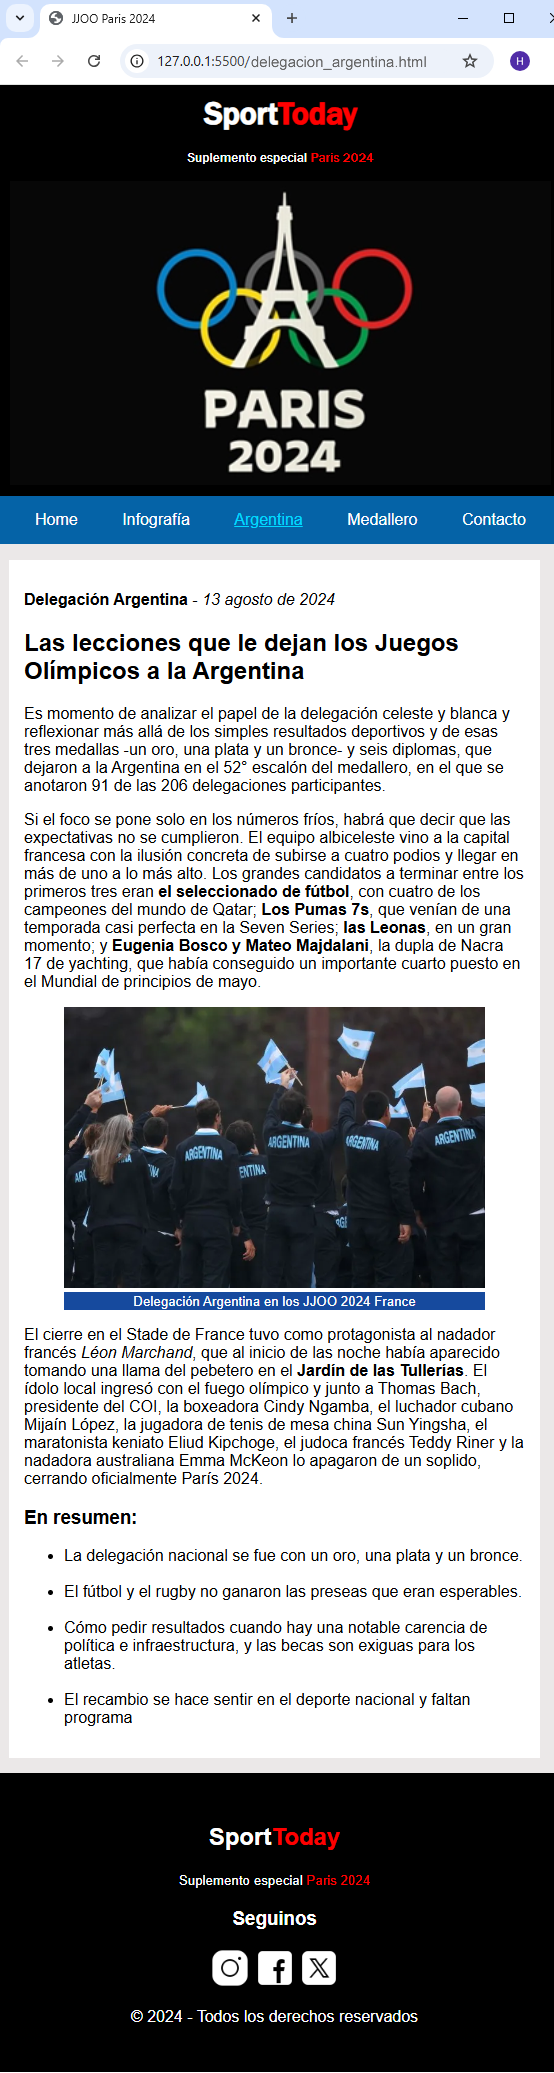 JJOO Paris 2024
127.0.0.1:5500/delegacion_argentina.html
H
SportToday
Suplemento especial Paris 2024
PARIS
2024
Home Infografía Argentina Medallero Contacto
Delegación Argentina - 13 agosto de 2024
Las lecciones que le dejan los Juegos
Olímpicos a la Argentina
Es momento de analizar el papel de la delegación celeste y blanca y
reflexionar más allá de los simples resultados deportivos y de esas
tres medallas -un oro, una plata y un bronce- y seis diplomas, que
dejaron a la Argentina en el 52° escalón del medallero, en el que se
anotaron 91 de las 206 delegaciones participantes.
Si el foco se pone solo en los números fríos, habrá que decir que las
expectativas no se cumplieron. El equipo albiceleste vino a la capital
francesa con la ilusión concreta de subirse a cuatro podios y llegar en
más de uno a lo más alto. Los grandes candidatos a terminar entre los
primeros tres eran el seleccionado de fútbol, con cuatro de los
campeones del mundo de Qatar; Los Pumas 7s, que venían de una
temporada casi perfecta en la Seven Series; las Leonas, en un gran
momento; y Eugenia Bosco y Mateo Majdalani, la dupla de Nacra
17 de yachting, que había conseguido un importante cuarto puesto en
el Mundial de principios de mayo.
ARGENTINA
ENTINA
ARGENTINA
ARGENTINA
ARGENTINA
Delegación Argentina en los JJOO 2024 France
El cierre en el Stade de France tuvo como protagonista al nadador
francés Léon Marchand, que al inicio de las noche había aparecido
tomando una llama del pebetero en el Jardín de las Tullerías. El
ídolo local ingresó con el fuego olímpico y junto a Thomas Bach,
presidente del COI, la boxeadora Cindy Ngamba, el luchador cubano
Mijaín López, la jugadora de tenis de mesa china Sun Yingsha, el
maratonista keniato Eliud Kipchoge, el judoca francés Teddy Riner y la
nadadora australiana Emma McKeon lo apagaron de un soplido,
cerrando oficialmente París 2024.
En resumen:
La delegación nacional se fue con un oro, una plata y un bronce.
El fútbol y el rugby no ganaron las preseas que eran esperables.
Cómo pedir resultados cuando hay una notable carencia de
política e infraestructura, y las becas son exiguas para los
atletas.
El recambio se hace sentir en el deporte nacional y faltan
programa
SportToday
Suplemento especial Paris 2024
Seguinos
© 2024 - Todos los derechos reservados